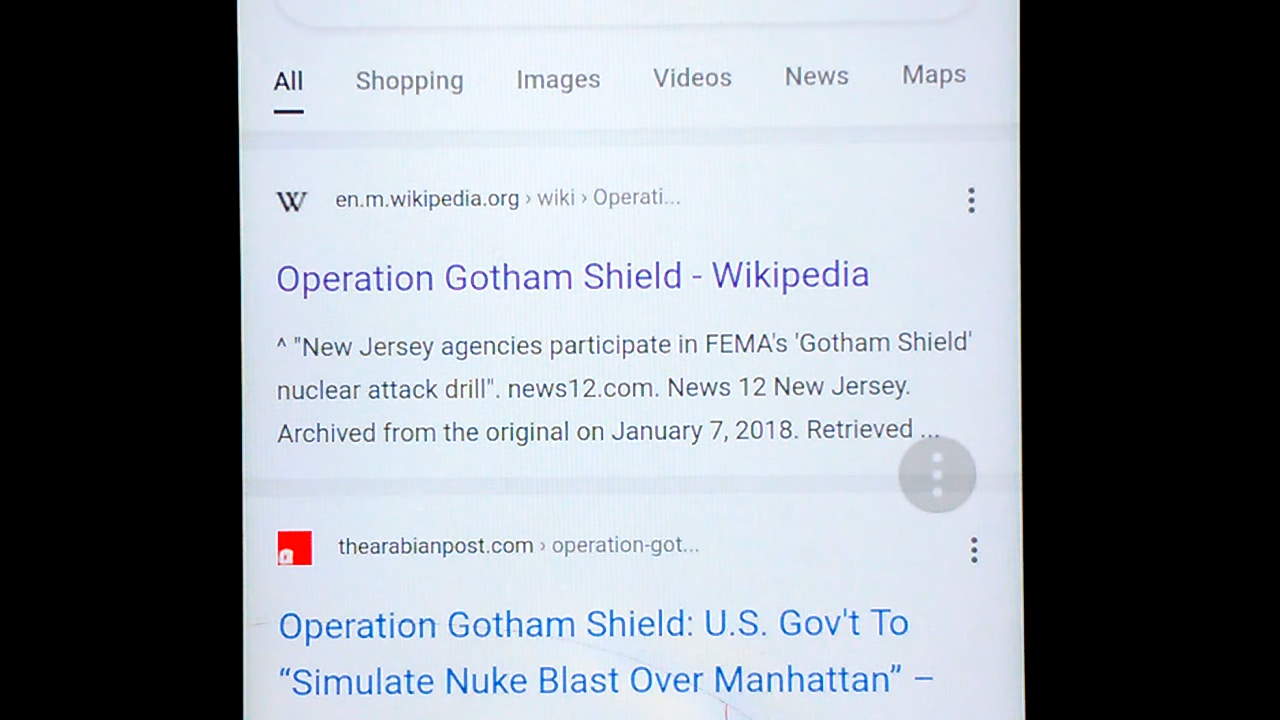 All Shopping Images Videos News Maps
W en.m.wikipedia.org › wiki › Operati...
Operation Gotham Shield - Wikipedia
^ "New Jersey agencies participate in FEMA's 'Gotham Shield'
nuclear attack drill". news12.com. News 12 New Jersey.
Archived from the original on January 7, 2018. Retrieved ...
a thearabianpost.com › operation-got...
Operation Gotham Shield: U.S. Gov't To
“Simulate Nuke Blast Over Manhattan” –